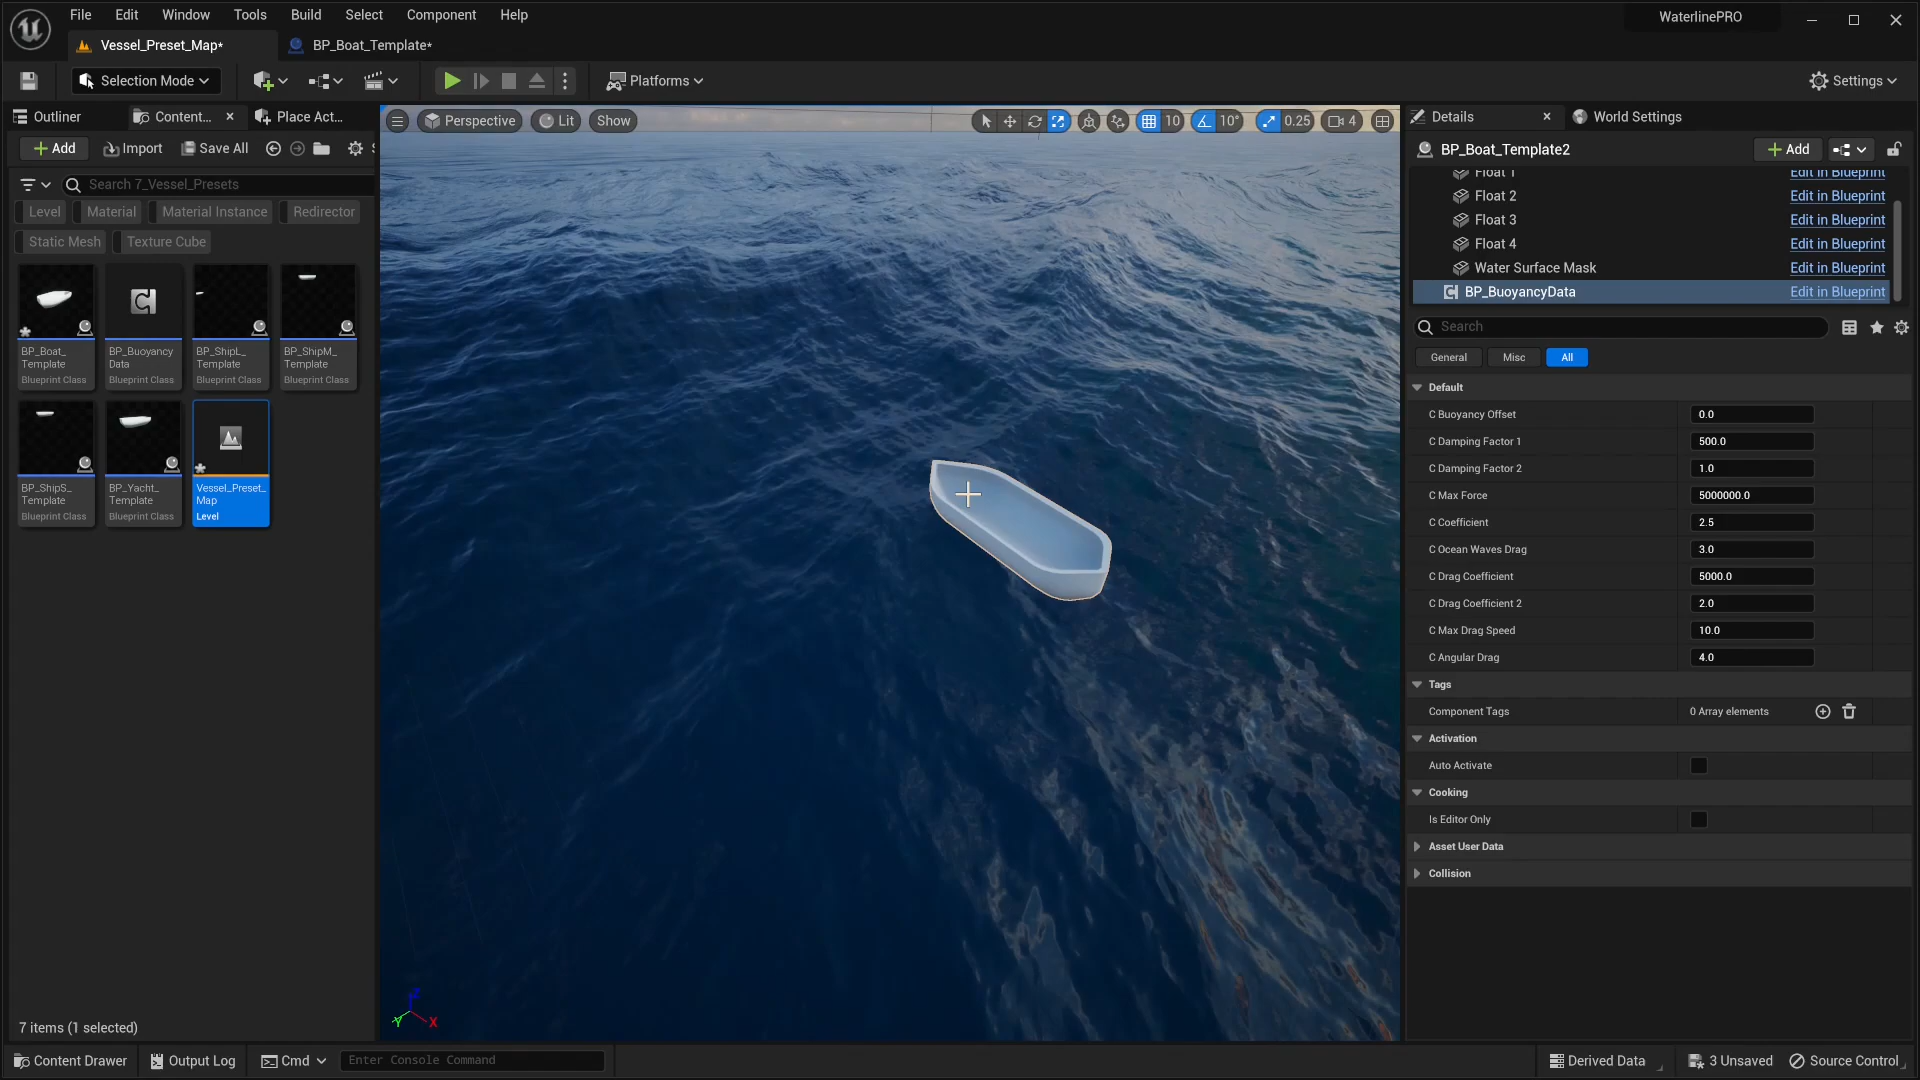 File Edit Window Tools Build Select Component Help
WaterlinePRO
Vessel_Preset_Map*
BP_Boat_Template*
Selection Mode
Platforms
Settings
Outliner
Content...
Place Act...
Add
Import
Save All
Search 7_Vessel_Presets
Level
Material
Material Instance
Redirector
Static Mesh
Texture Cube
BP_Boat_
Template
Blueprint Class
BP_Buoyancy
Data
Blueprint Class
BP_ShipL_
Template
Blueprint Class
BP_ShipM_
Template
Blueprint Class
BP_ShipS_
Template
Blueprint Class
BP_Yacht_
Template
Blueprint Class
Vessel_Preset_
Map
Level
7 items (1 selected)
Perspective
Lit
Show
10
10°
0.25
4
Z
Y
X
Details
World Settings
BP_Boat_Template2
Add
Float 1 Edit in Blueprint
Float 2 Edit in Blueprint
Float 3 Edit in Blueprint
Float 4 Edit in Blueprint
Water Surface Mask Edit in Blueprint
BP_BuoyancyData Edit in Blueprint
Search
General
Misc
All
Default
C Buoyancy Offset 0.0
C Damping Factor 1 500.0
C Damping Factor 2 1.0
C Max Force 5000000.0
C Coefficient 2.5
C Ocean Waves Drag 3.0
C Drag Coefficient 5000.0
C Drag Coefficient 2 2.0
C Max Drag Speed 10.0
C Angular Drag 4.0
Tags
Component Tags 0 Array elements
Activation
Auto Activate
Cooking
Is Editor Only
Asset User Data
Collision
Content Drawer
Output Log
Cmd
Enter Console Command
Derived Data
3 Unsaved
Source Control